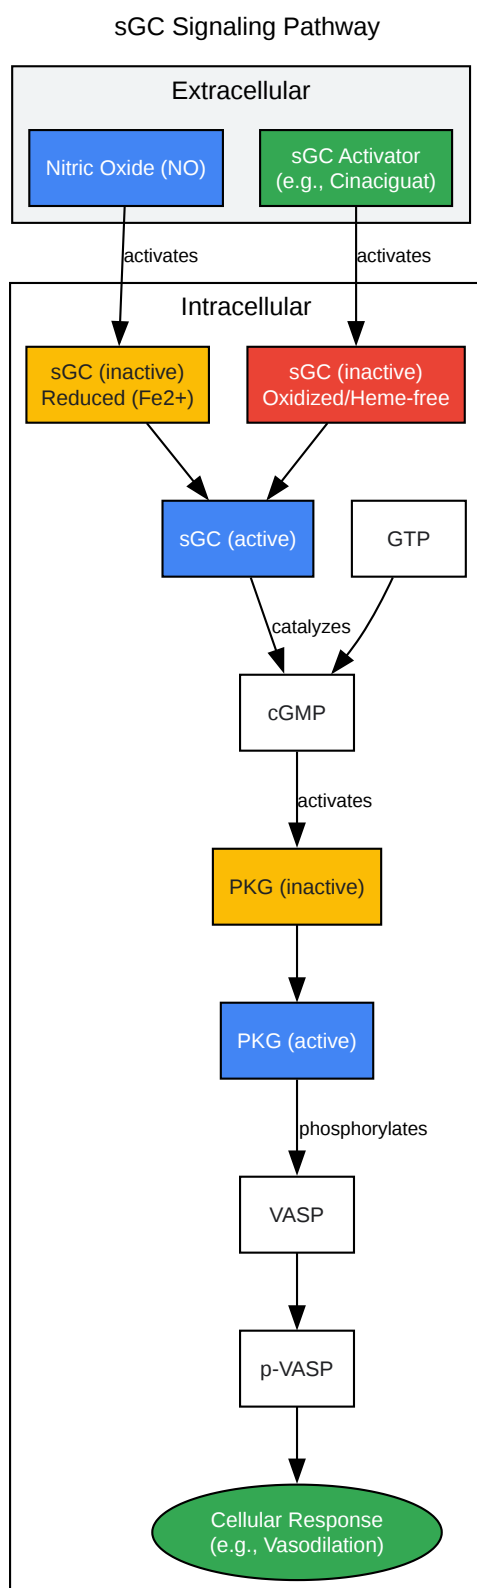 sGC Signaling Pathway
Extracellular
Nitric Oxide (NO)
sGC Activator
(e.g., Cinaciguat)
activates
activates
Intracellular
sGC (inactive)
Reduced (Fe2+)
sGC (inactive)
Oxidized/Heme-free
sGC (active)
GTP
catalyzes
cGMP
activates
PKG (inactive)
PKG (active)
phosphorylates
VASP
p-VASP
Cellular Response
(e.g., Vasodilation)